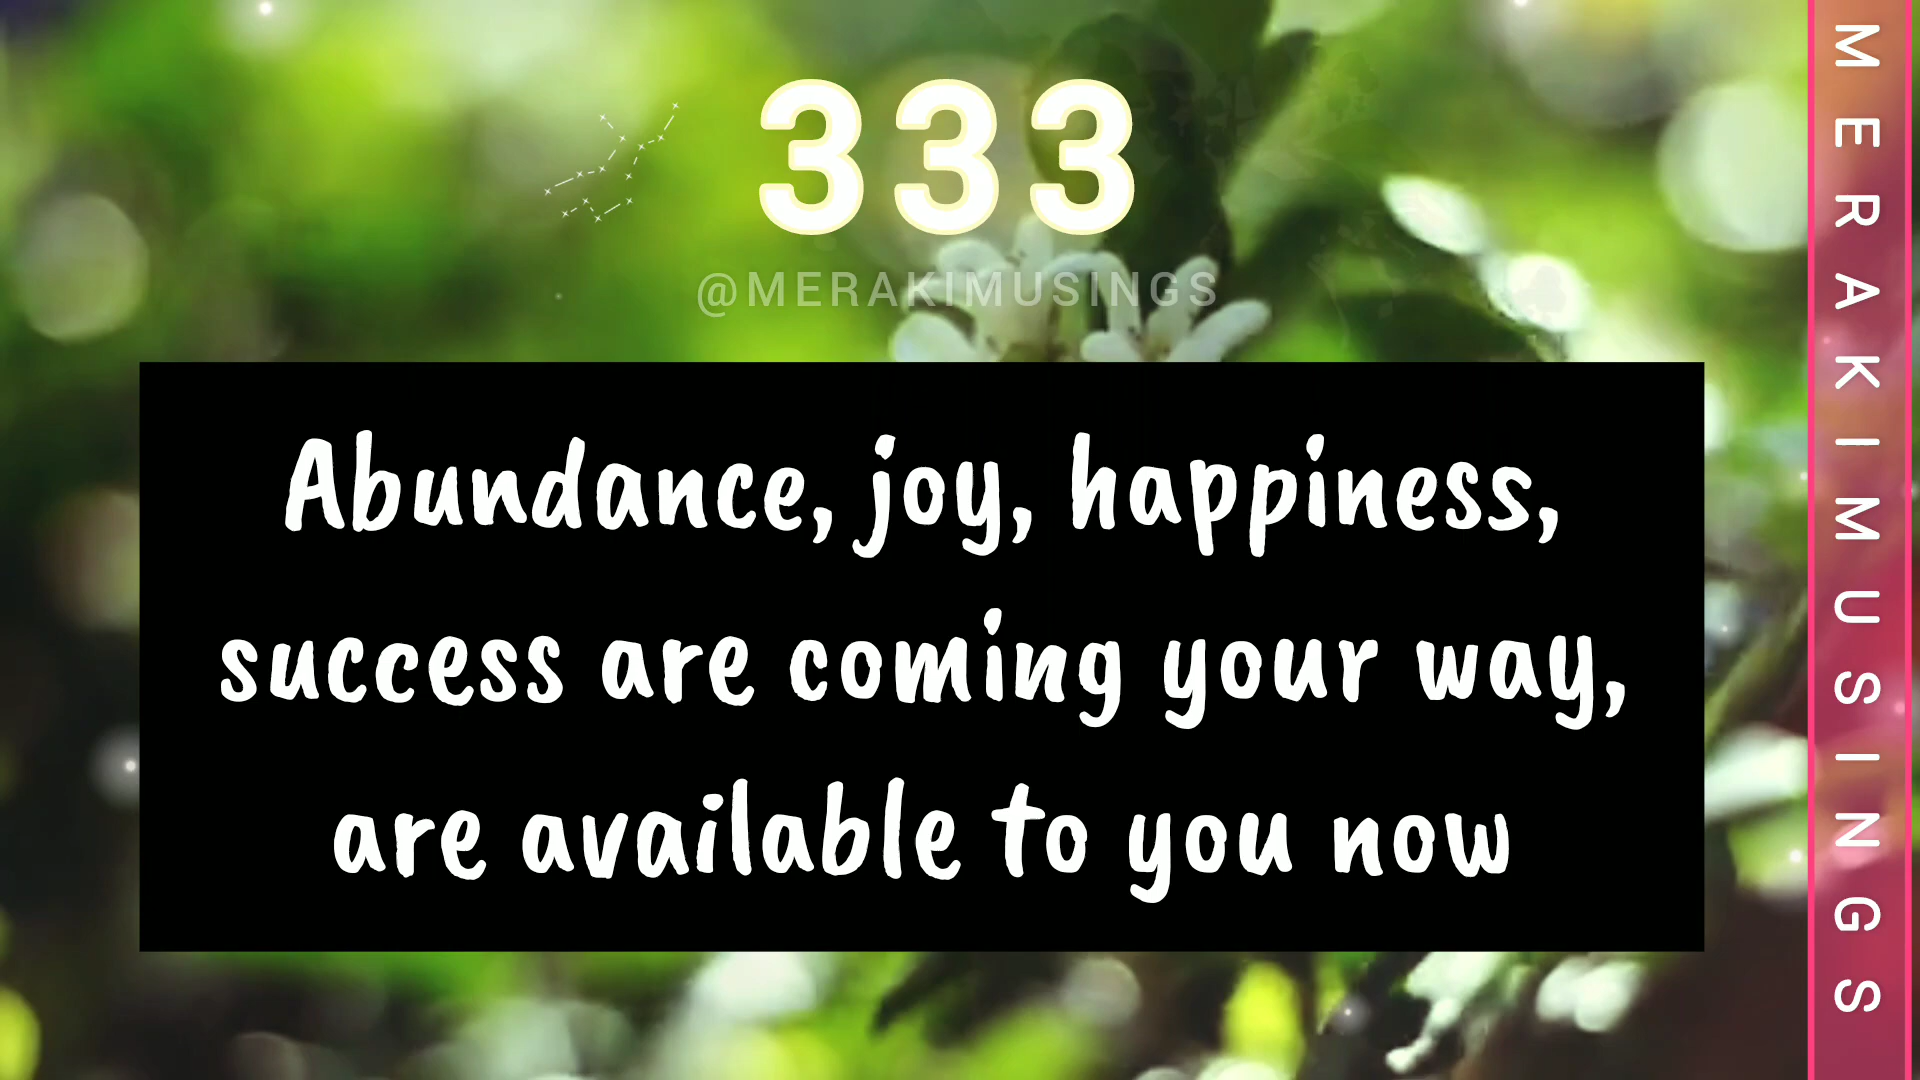 333
@MERAKIMUSINGS
Abundance, joy, happiness,
success are coming your way,
are available to you now
MERAKIMUSINGS